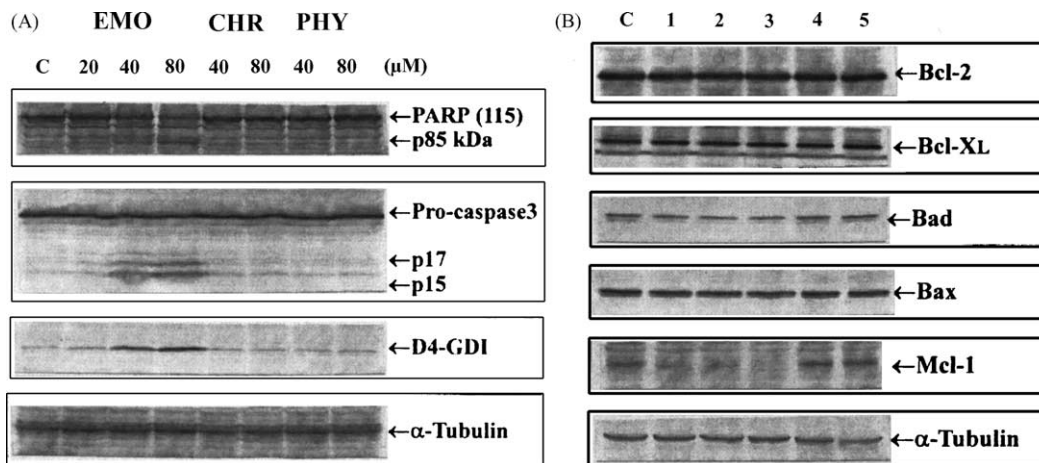 (A) EMO CHR PHY
C 20 40 80 40 80 40 80 (µM)
←PARP (115)
←p85 kDa
←Pro-caspase3
←p17
←p15
←D4-GDI
←α-Tubulin
(B) C 1 2 3 4 5
←Bcl-2
←Bcl-XL
←Bad
←Bax
←Mcl-1
←α-Tubulin